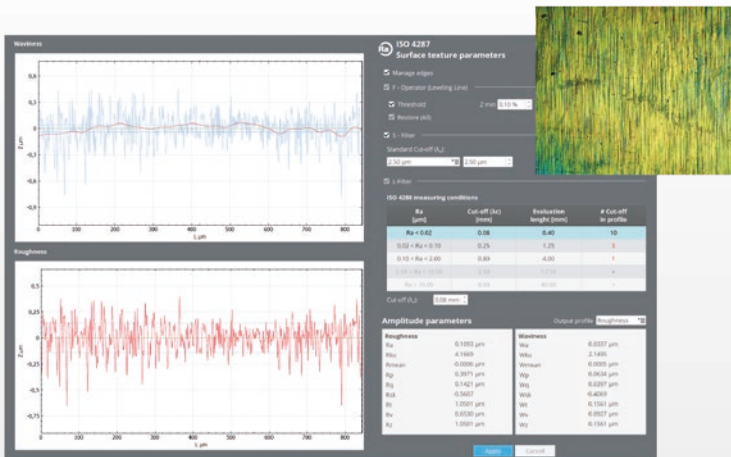 Waviness
0,6
0,3
0
-0,3
-0,6
-0,9
Z µm
0
100
200
300
400
500
600
700
800
L µm
Roughness
0,5
0,25
0
-0,25
-0,5
-0,75
Z µm
0
100
200
300
400
500
600
700
800
L µm
Ra
ISO 4287
Surface texture parameters
Manage edges
F - Operator (Leveling Line)
Threshold 2 min 0.10 %
Restore (All)
S - Filter
Standard Cut-off (λs):
2.50 µm 2.50 µm
L-Filter
ISO 4288 measuring conditions
Ra [µm] Cut-off (λc) [mm] Evaluation lenght [mm] # Cut-off in profile
Ra < 0.02 0.08 0.40 10
0.02 < Ra < 0.10 0.25 1.25 3
0.10 < Ra < 2.00 0.80 4.00 1
Cut-off (λc): 0.08 mm
Amplitude parameters Output profile Roughness
Roughness Waviness
Ra 0.1093 µm Wa 0.0337 µm
Rku 4.1669 Wku 2.1495
Rmean -0.0006 µm Wmean 0.0005 µm
Rp 0.3971 µm Wp 0.0634 µm
Rq 0.1421 µm Wq 0.0397 µm
Rsk -0.5607 Wsk -0.4069
Rt 1.0501 µm Wt 0.1561 µm
Rv 0.6530 µm Wv 0.0927 µm
Rz 1.0501 µm Wz 0.1561 µm
Apply Cancel